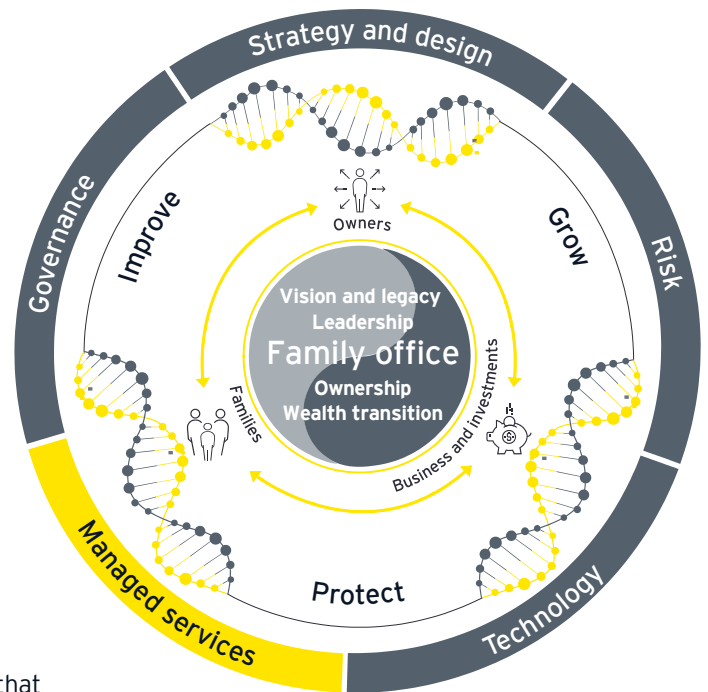 Strategy and design
Governance
Risk
Improve
Grow
Owners
Vision and legacy
Leadership
Family office
Ownership
Wealth transition
Families
Business and investments
Protect
Managed services
Technology
that